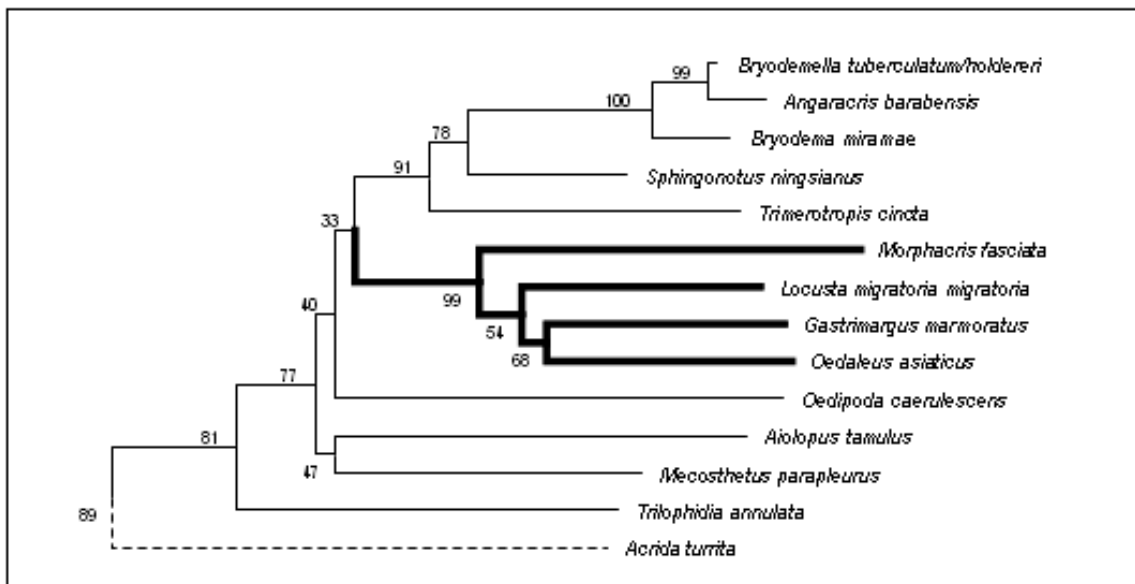 Bryodemella tuberculatum/holdereri
99
Angaracris barabensis
100
Bryodema miramae
78
Sphingonotus ningsianus
91
Trimerotropis cincta
33
Morphacris fasciata
Locusta migratoria migratoria
99
40
Gastrimargus marmoratus
54
68
Oedaleus asiaticus
77
Oedipoda caerulescens
Aiolopus tamulus
81
47
Mecosthetus parapleurus
Trilophidia annulata
89
Acrida turrita